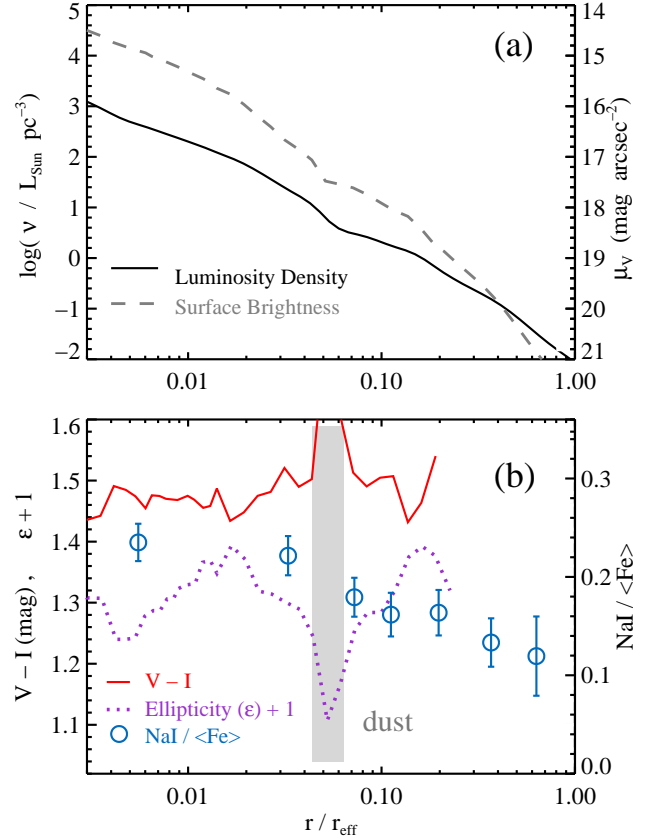 (a)
5
4
3
2
1
0
−1
−2
log( ν / L_Sun pc^−3)
14
15
16
17
18
19
20
21
μ_V (mag arcsec^−2)
Luminosity Density
Surface Brightness
0.01 0.10 1.00
(b)
1.6
1.5
1.4
1.3
1.2
1.1
V − I (mag) , ε + 1
0.3
0.2
0.1
0.0
NaI / <Fe>
V − I
Ellipticity (ε) + 1
NaI / <Fe>
dust
0.01 0.10 1.00
r / r_eff